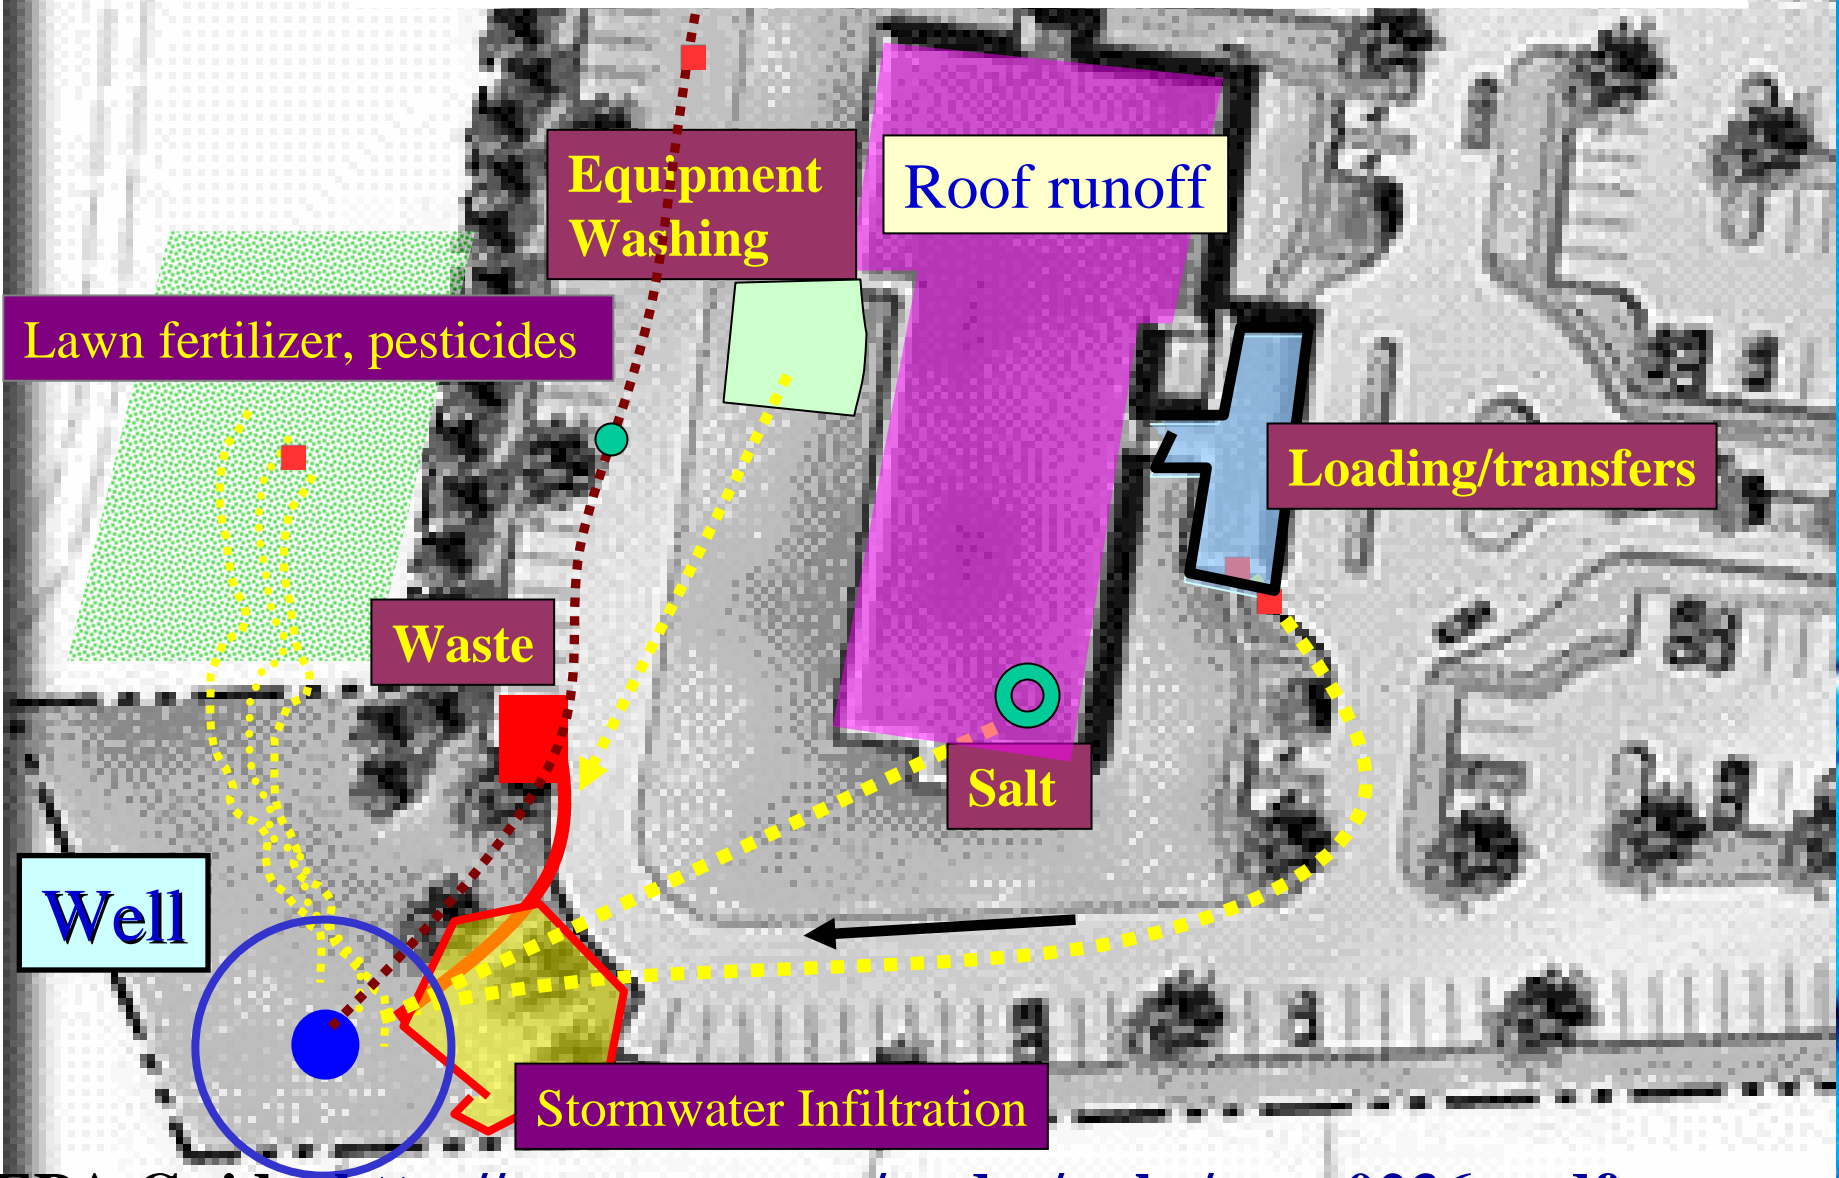 Equipment
Washing
Roof runoff
Lawn fertilizer, pesticides
Loading/transfers
Waste
Salt
Well
Stormwater Infiltration